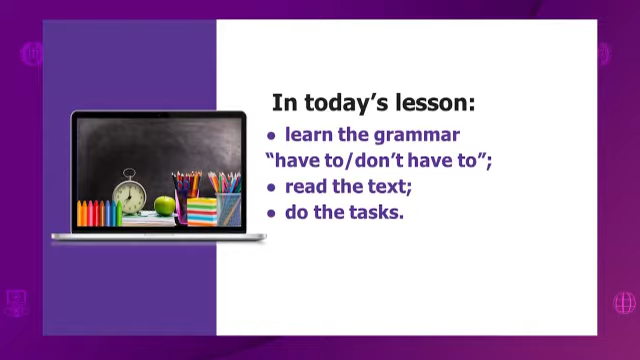 In today's lesson:
• learn the grammar
“have to/don't have to”;
• read the text;
• do the tasks.